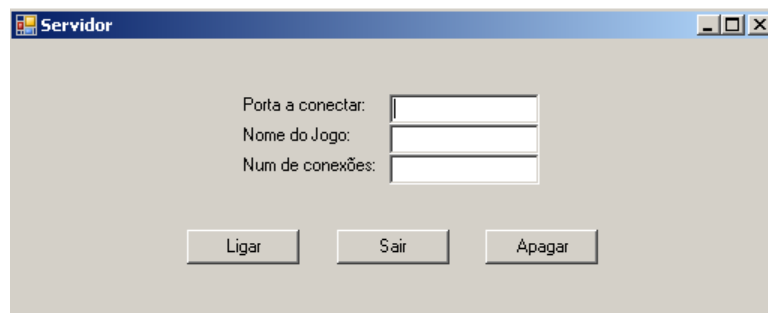 Servidor
Porta a conectar:
Nome do Jogo:
Num de conexões:
Ligar Sair Apagar